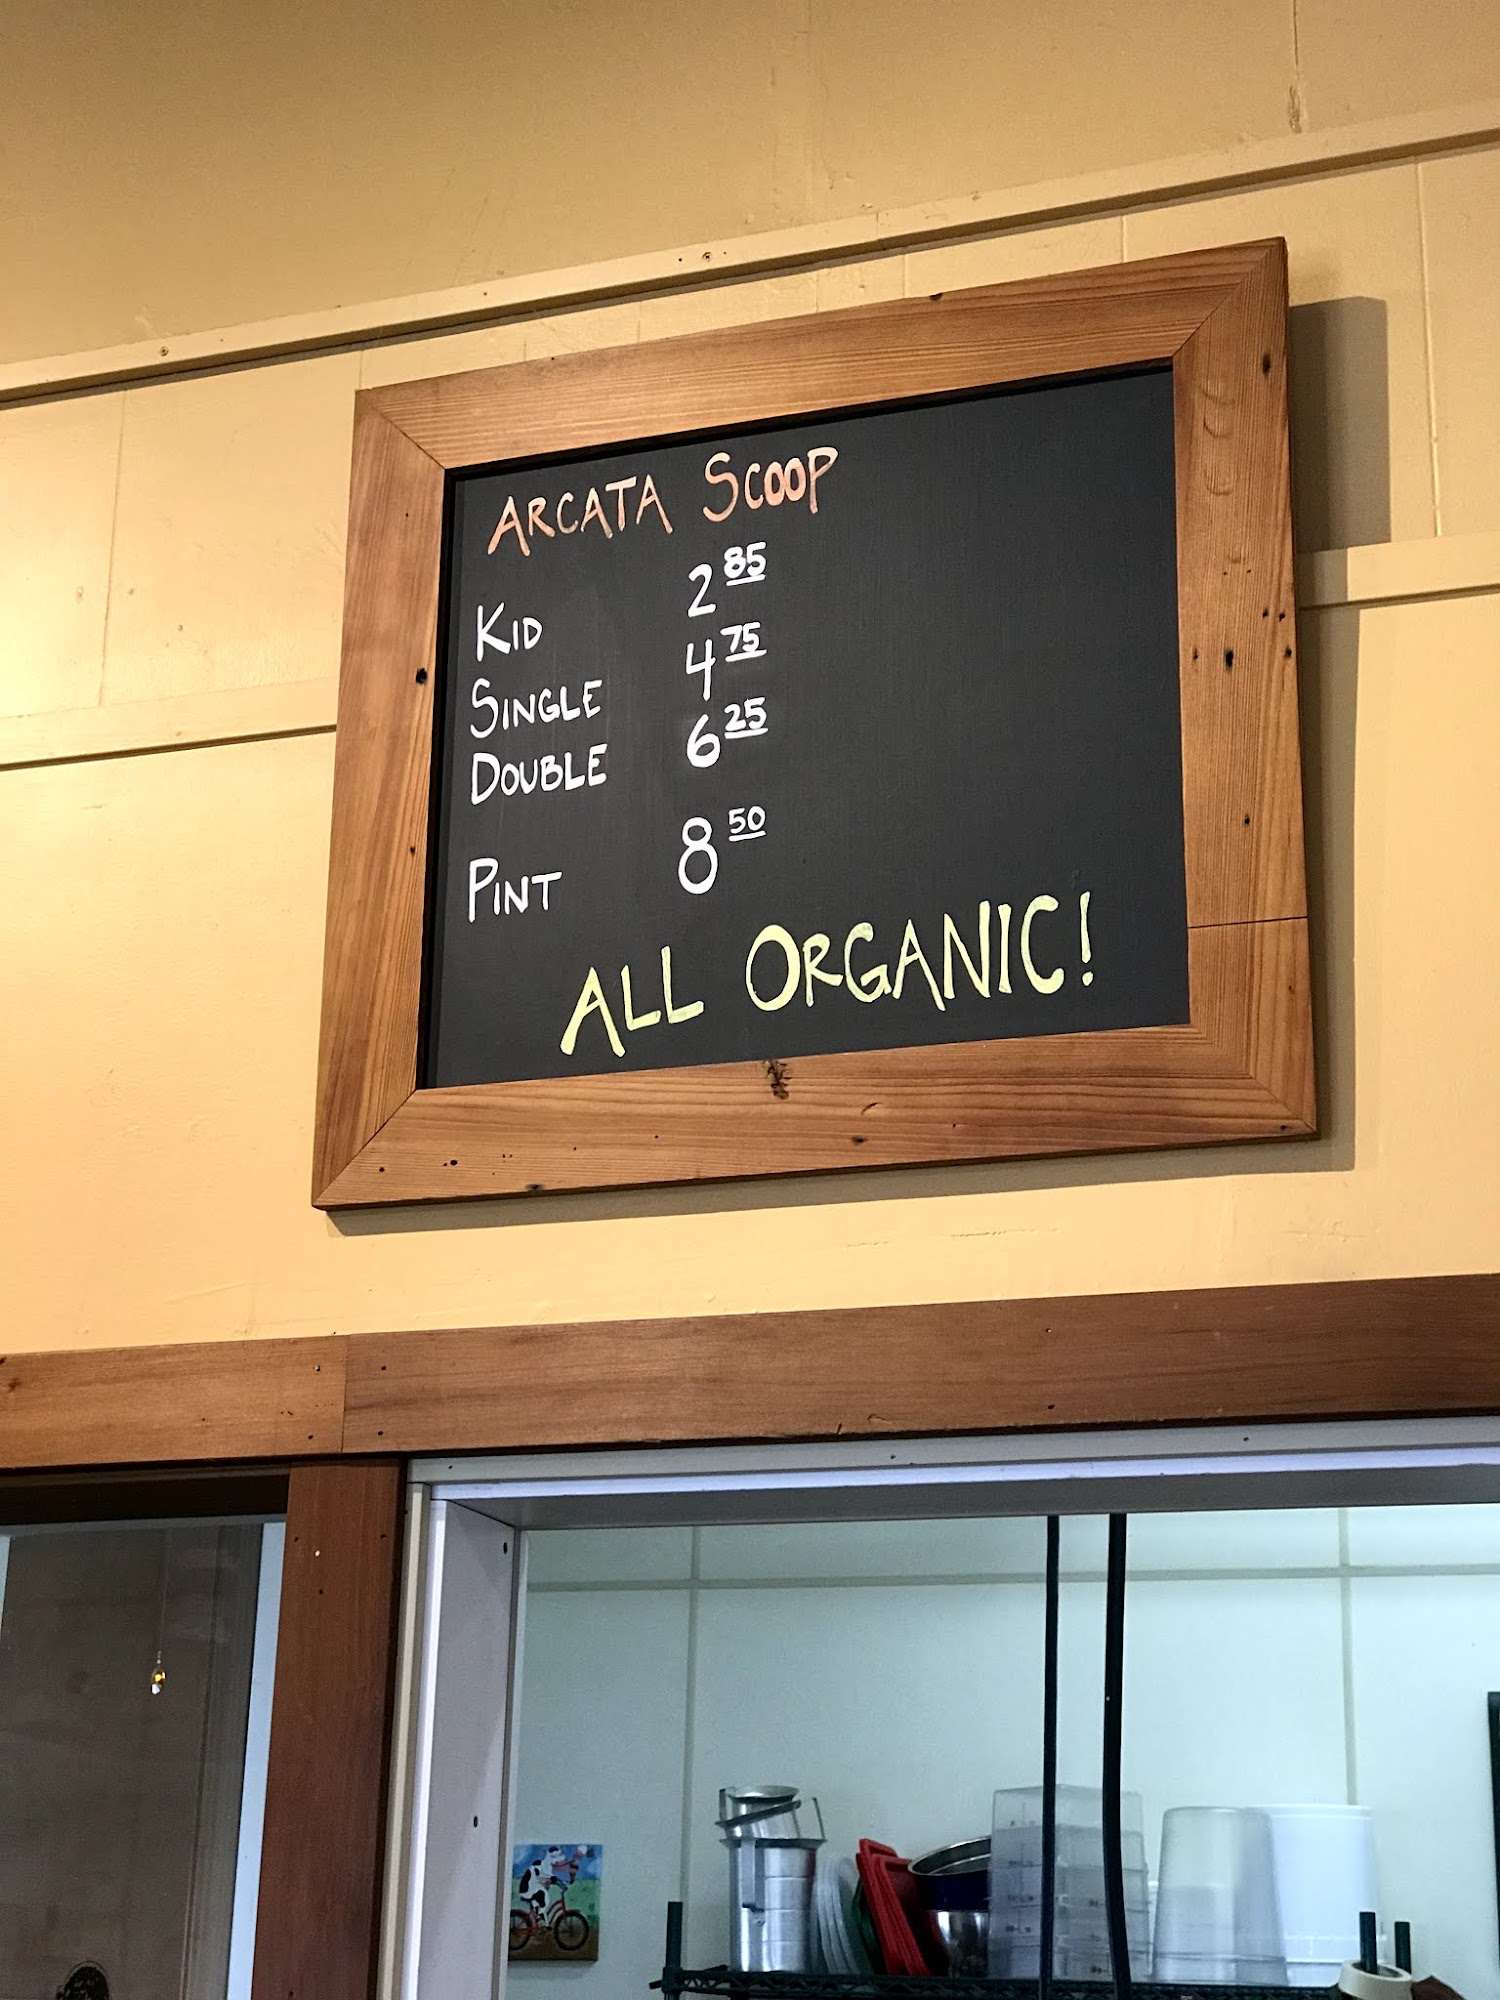 ARCATA SCOOP
KID 2 85
SINGLE 4 75
DOUBLE 6 25
PINT 8 50
ALL ORGANIC!